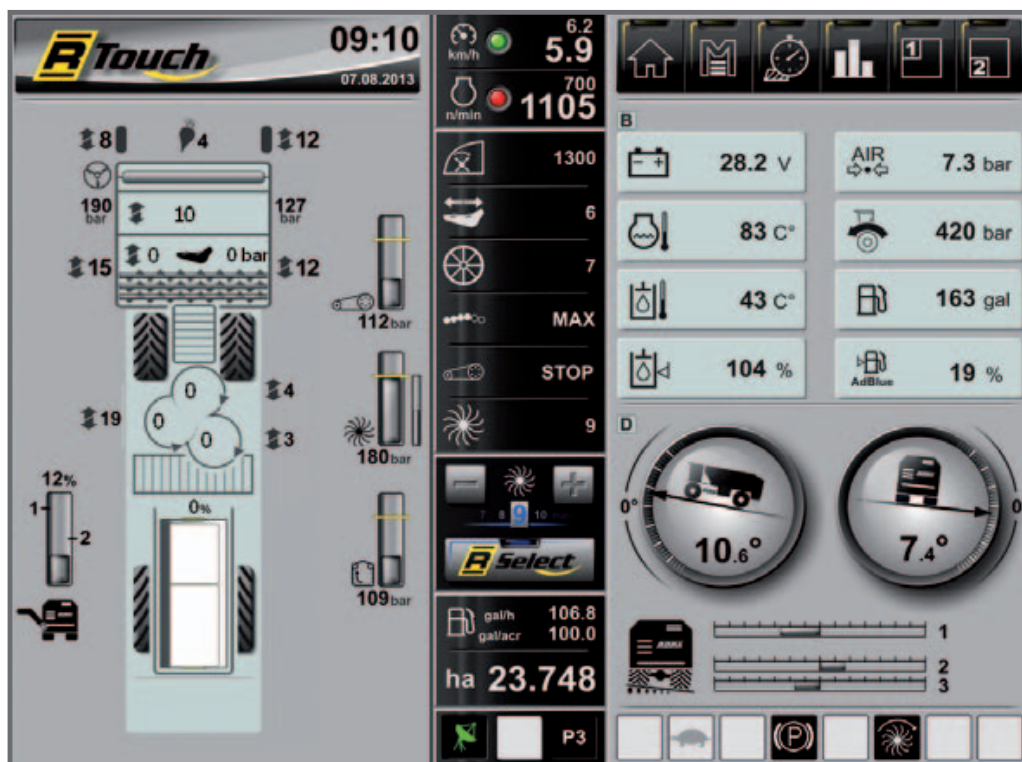 R Touch
09:10
07.08.2013
8
4
12
190
bar
10
127
bar
15
0
0 bar
12
112bar
0
4
19
0
0
3
180bar
12%
1
2
0%
109bar
km/h
6.2
5.9
n/min
700
1105
1300
6
7
MAX
STOP
9
7 8 9 10
R Select
gal/h 106.8
gal/acr 100.0
ha 23.748
P3
1
2
B
28.2 V
AIR
7.3 bar
83 C°
420 bar
43 C°
163 gal
104 %
AdBlue
19 %
D
0°
10.6°
7.4°
0
1
2
3
(P)